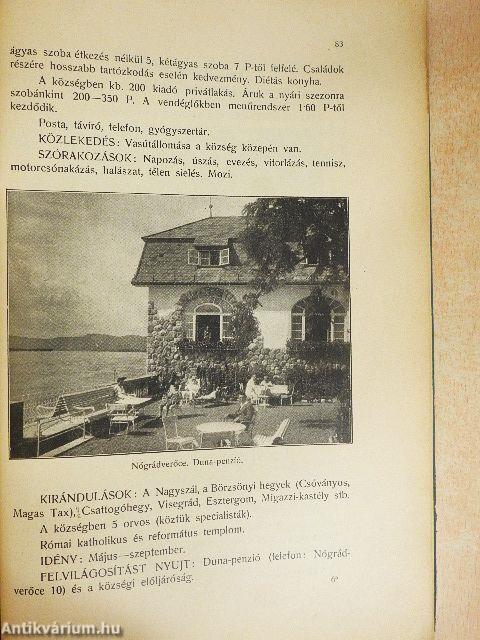 83
ágyas szoba étkezés nélkül 5, kétágyas szoba 7 P-től felfelé. Családok
részére hosszabb tartózkodás esetén kedvezmény. Diétás konyha.
A községben kb. 200 kiadó privátlakás. Áruk a nyári szezonra
szobánkint 200—350 P. A vendéglőkben menürendszer 1·60 P-től
kezdődik.
Posta, távíró, telefon, gyógyszertár.
KÖZLEKEDÉS: Vasútállomása a község közepén van.
SZÓRAKOZÁSOK: Napozás, úszás, evezés, vitorlázás, tennisz,
motorcsónakázás, halászat, télen sielés. Mozi.
Nógrádverőce. Duna-penzió.
KIRÁNDULÁSOK: A Nagyszál, a Börzsönyi hegyek (Csóványos,
Magas Tax), Csattogóhegy, Visegrád, Esztergom, Migazzi-kastély stb.
A községben 5 orvos (köztük specialisták).
Római katholikus és református templom.
IDÉNY: Május—szeptember.
FELVILÁGOSÍTÁST NYUJT: Duna-penzió (telefon: Nógrád-
verőce 10) és a községi elöljáróság.
6*
Antikvárium.hu